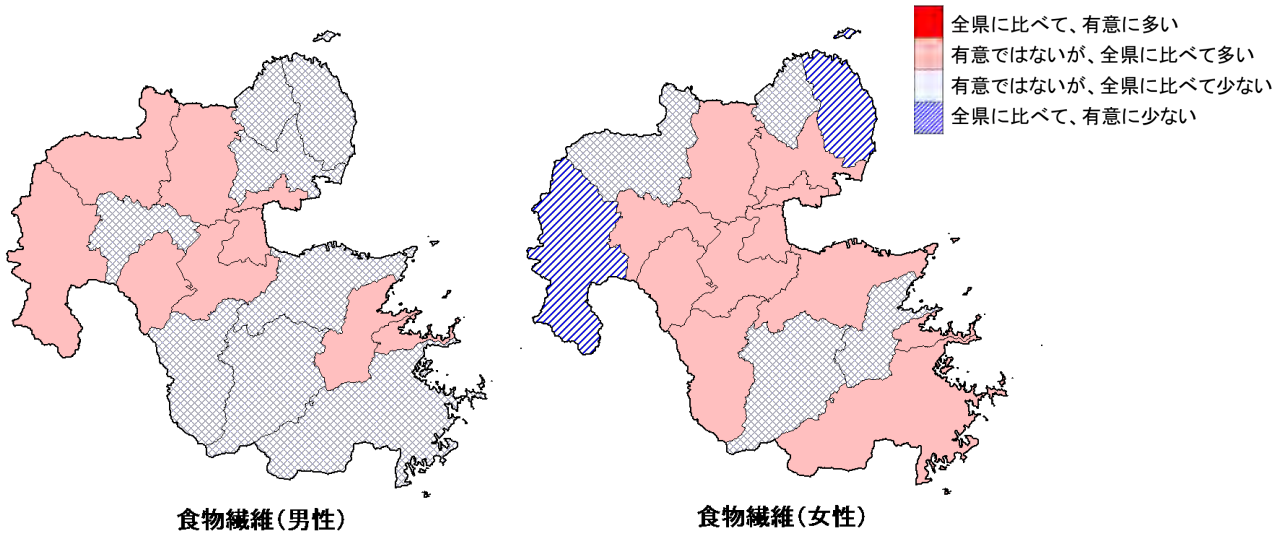 全県に比べて、有意に多い
有意ではないが、全県に比べて多い
有意ではないが、全県に比べて少ない
全県に比べて、有意に少ない
食物繊維（男性）
食物繊維（女性）